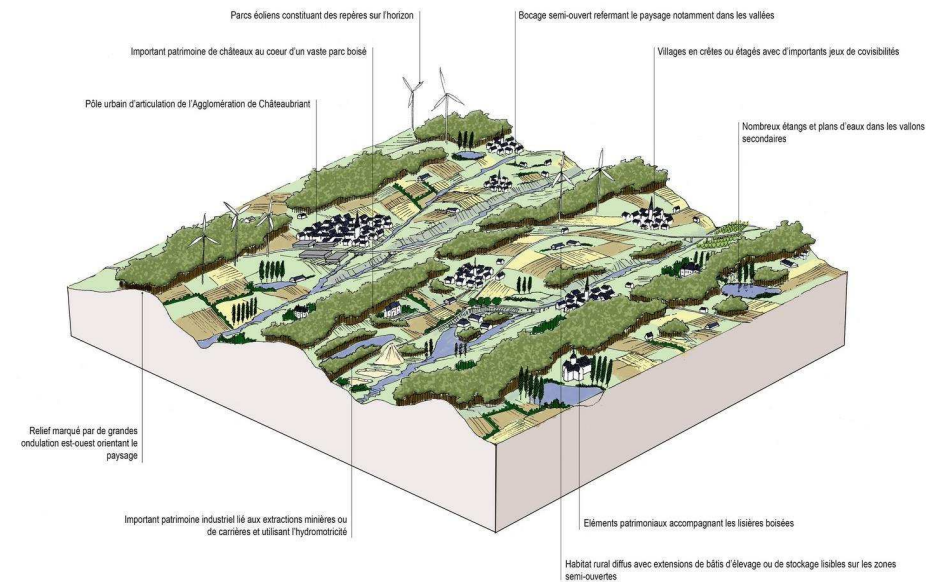 Parcs éoliens constituant des repères sur l'horizon
Bocage semi-ouvert refermant le paysage notamment dans les vallées
Important patrimoine de châteaux au coeur d'un vaste parc boisé
Villages en crêtes ou étagés avec d'importants jeux de covisibilités
Pôle urbain d'articulation de l'Agglomération de Châteaubriant
Nombreux étangs et plans d'eaux dans les vallons
secondaires
Relief marqué par de grandes
ondulation est-ouest orientant le
paysage
Important patrimoine industriel lié aux extractions minières ou
de carrières et utilisant l'hydromotricité
Eléments patrimoniaux accompagnant les lisières boisées
Habitat rural diffus avec extensions de bâtis d'élevage ou de stockage lisibles sur les zones
semi-ouvertes